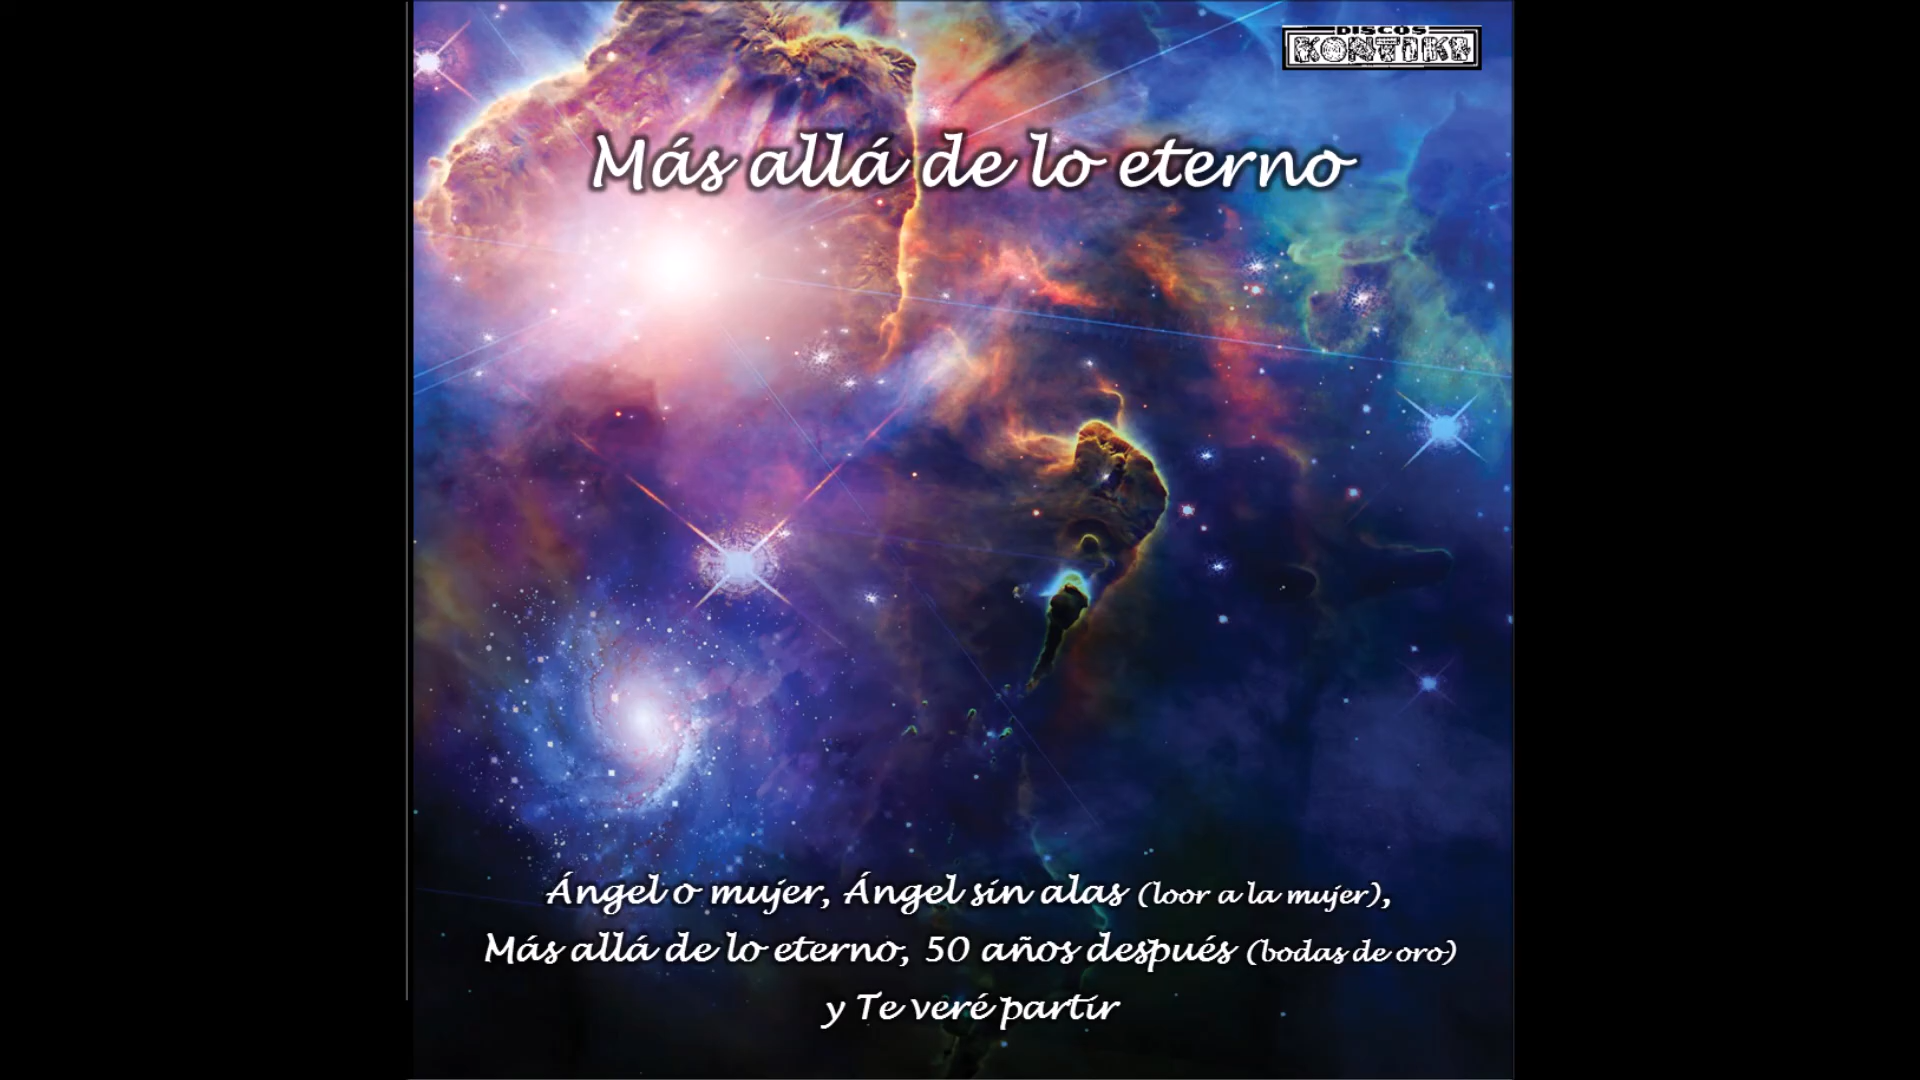 DISCOS
KONTIKI
Más allá de lo eterno
Ángel o mujer, Ángel sin alas (loor a la mujer),
Más allá de lo eterno, 50 años después (bodas de oro)
y Te veré partir